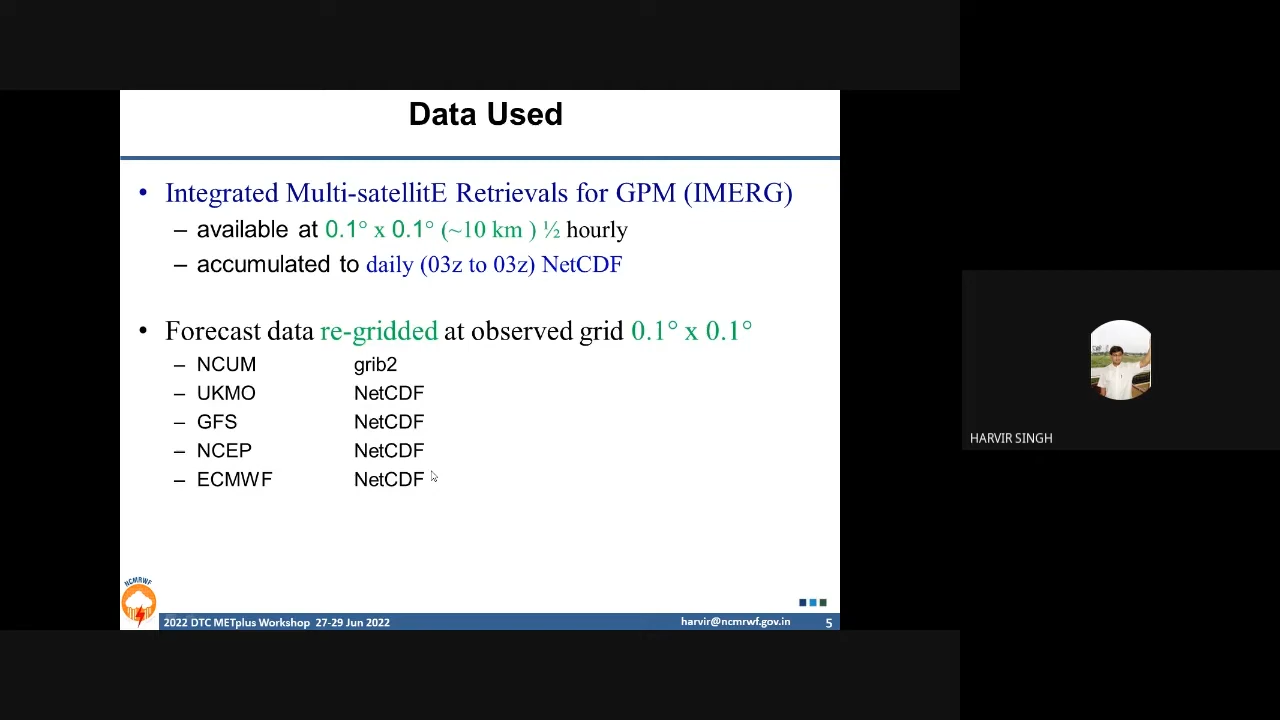 Data Used
• Integrated Multi-satellitE Retrievals for GPM (IMERG)
– available at 0.1° x 0.1° (~10 km ) ½ hourly
– accumulated to daily (03z to 03z) NetCDF
• Forecast data re-gridded at observed grid 0.1° x 0.1°
– NCUM grib2
– UKMO NetCDF
– GFS NetCDF
– NCEP NetCDF
– ECMWF NetCDF
HARVIR SINGH
NCMRWF
2022 DTC METplus Workshop 27-29 Jun 2022 harvir@ncmrwf.gov.in 5